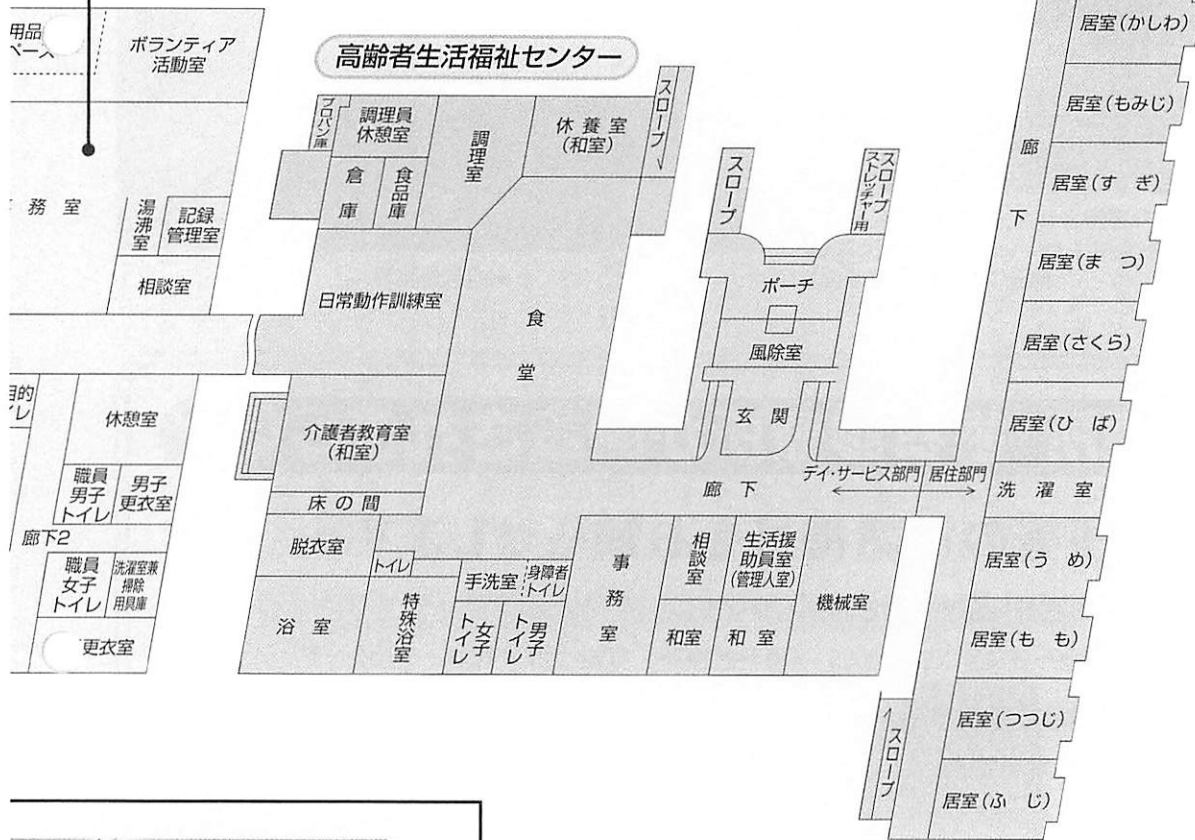 用品
ペース
ボランティア
活動室
務室
湯沸室
記録
管理室
相談室
目的
イレ
休憩室
職員
男子
トイレ
男子
更衣室
廊下2
職員
女子
トイレ
洗濯室兼
掃除
用具庫
更衣室
高齢者生活福祉センター
プロパン庫
調理員
休憩室
倉庫
食品庫
調理室
休養室
(和室)
スロープ→
日常動作訓練室
食堂
介護者教育室
(和室)
床の間
脱衣室
トイレ
浴室
特殊浴室
手洗室
身障者
トイレ
女子
トイレ
男子
トイレ
事務室
相談室
生活援
助員室
(管理人室)
和室
和室
機械室
スロープ
スロープ
ストレッチャー用
ポーチ
風除室
玄関
廊下
デイ・サービス部門
居住部門
廊下
居室(かしわ)
居室(もみじ)
居室(すぎ)
居室(まつ)
居室(さくら)
居室(ひば)
洗濯室
居室(うめ)
居室(もも)
居室(つつじ)
居室(ふじ)
←スロープ